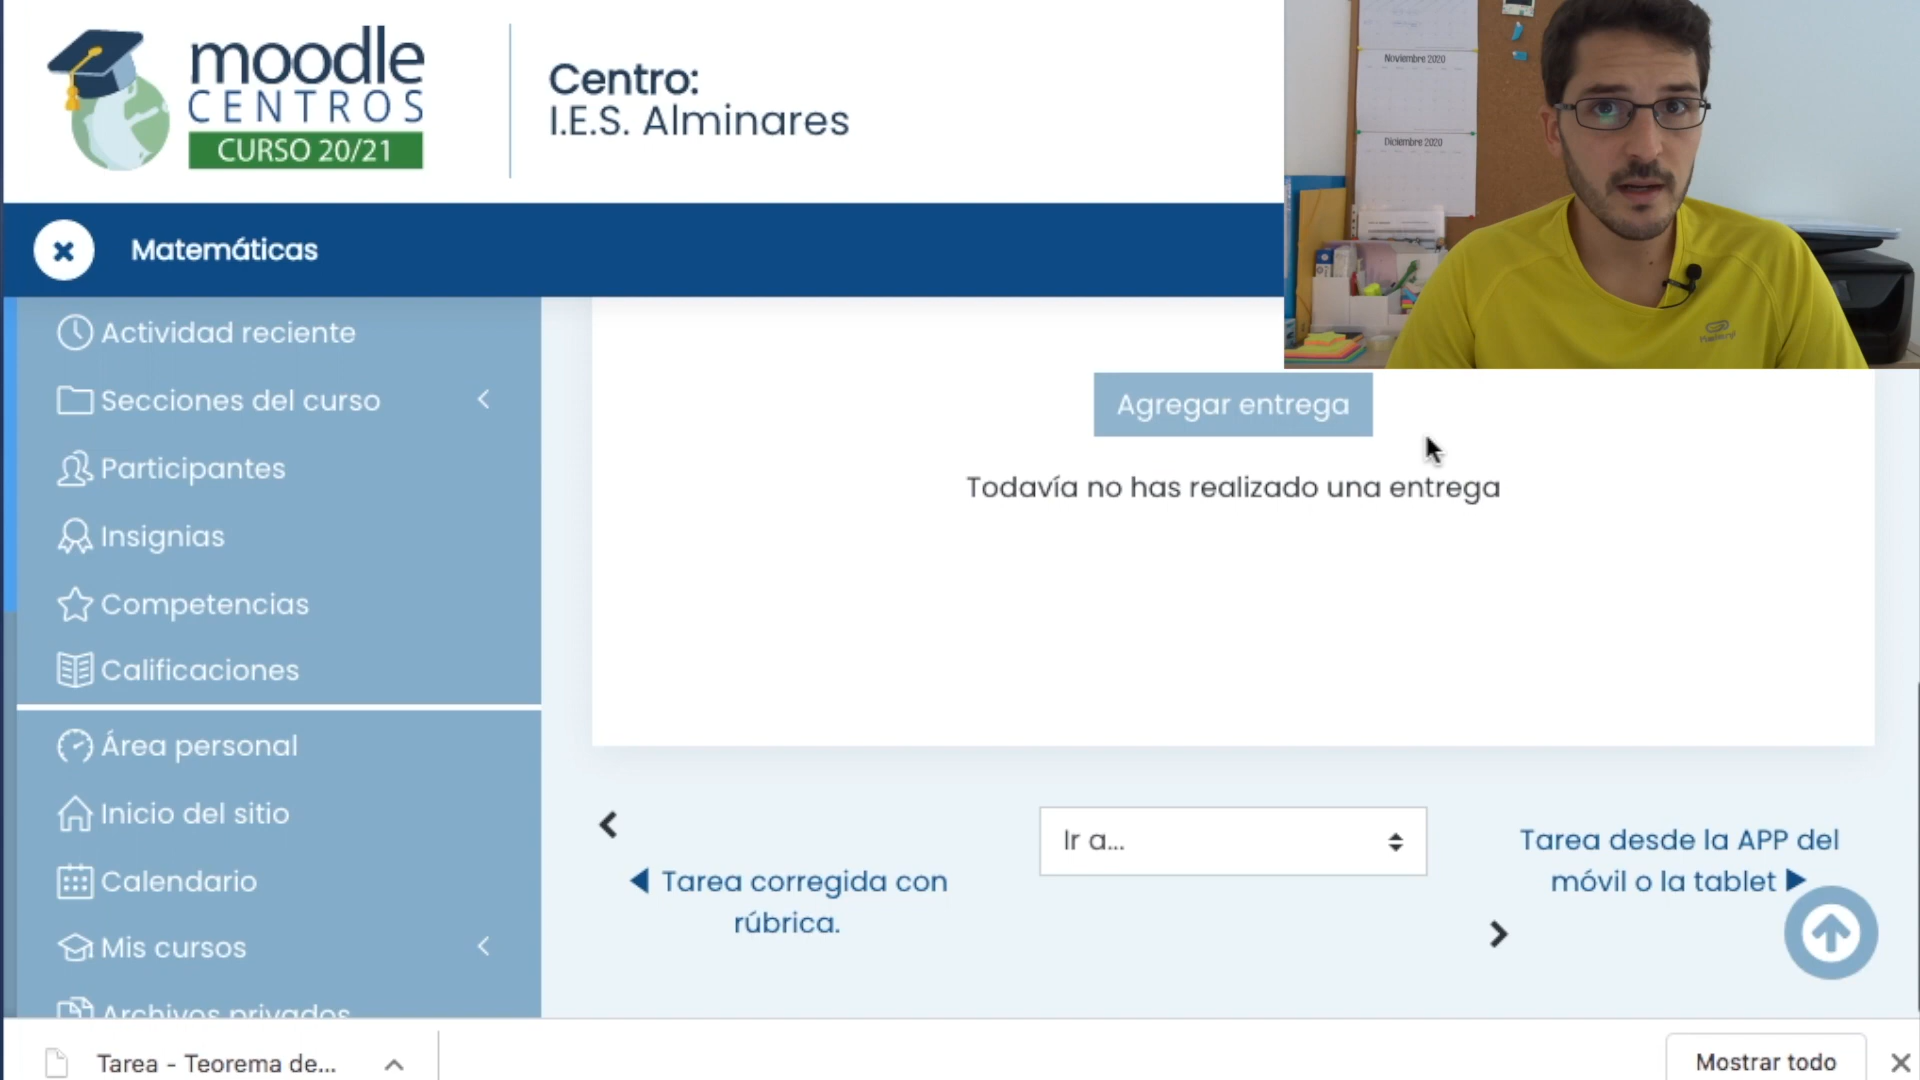 moodle
CENTROS
CURSO 20/21
Centro:
I.E.S. Alminares
Noviembre 2020
Diciembre 2020
Matemáticas
Actividad reciente
Secciones del curso
Participantes
Insignias
Competencias
Calificaciones
Área personal
Inicio del sitio
Calendario
Mis cursos
Archivos privados
Agregar entrega
Todavía no has realizado una entrega
Tarea corregida con
rúbrica.
Ir a...
Tarea desde la APP del
móvil o la tablet
Tarea - Teorema de...
Mostrar todo